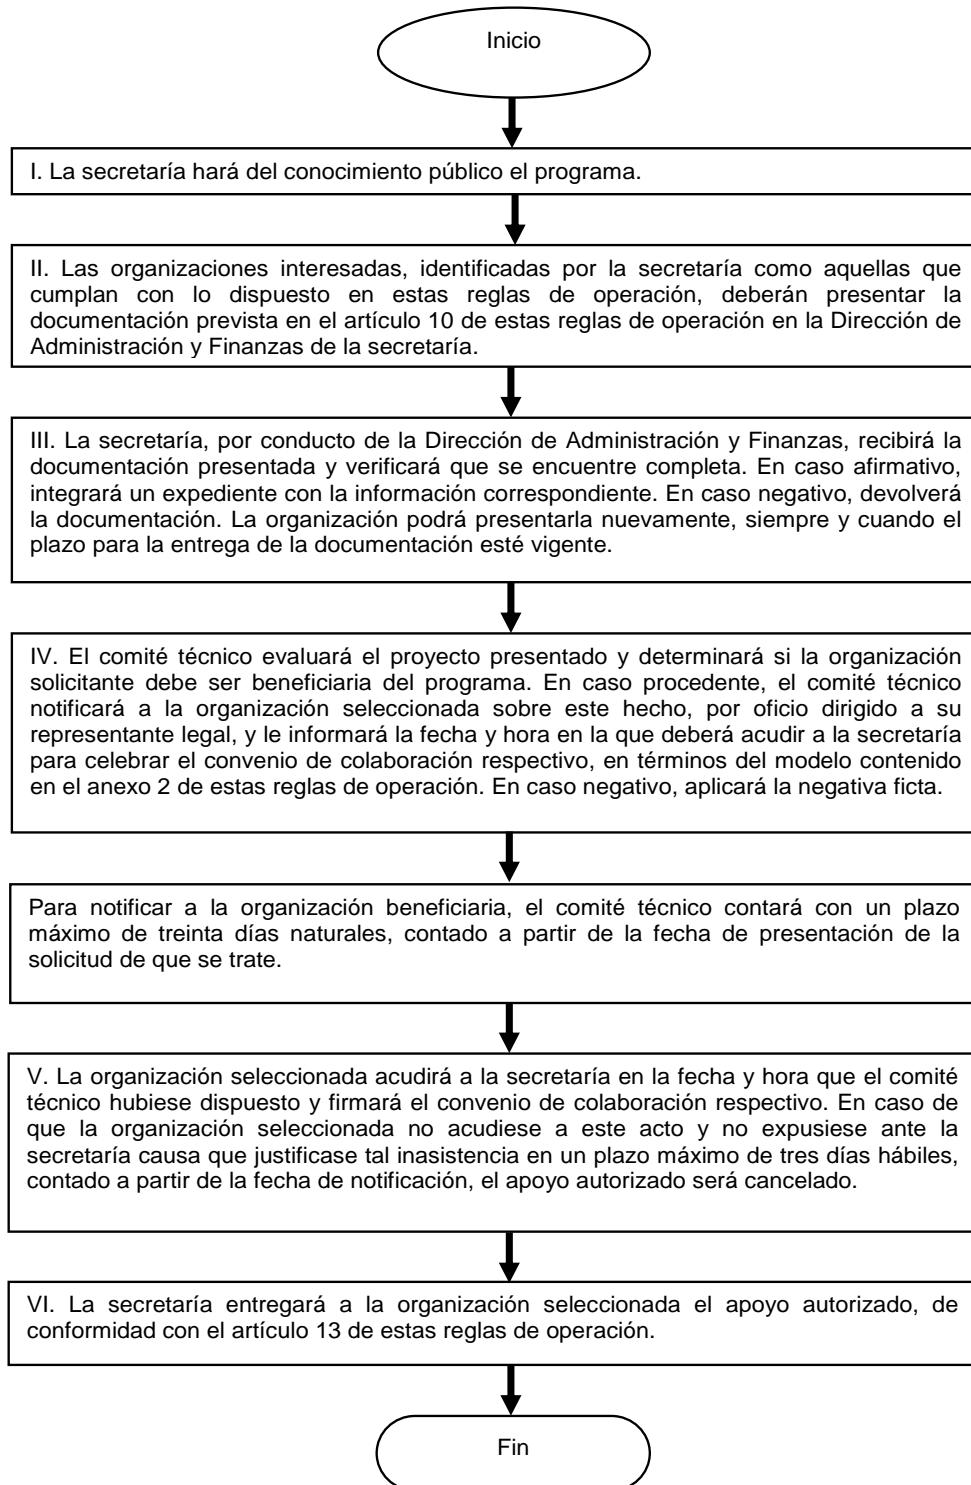 Inicio
I. La secretaría hará del conocimiento público el programa.
II. Las organizaciones interesadas, identificadas por la secretaría como aquellas que
cumplan con lo dispuesto en estas reglas de operación, deberán presentar la
documentación prevista en el artículo 10 de estas reglas de operación en la Dirección de
Administración y Finanzas de la secretaría.
III. La secretaría, por conducto de la Dirección de Administración y Finanzas, recibirá la
documentación presentada y verificará que se encuentre completa. En caso afirmativo,
integrará un expediente con la información correspondiente. En caso negativo, devolverá
la documentación. La organización podrá presentarla nuevamente, siempre y cuando el
plazo para la entrega de la documentación esté vigente.
IV. El comité técnico evaluará el proyecto presentado y determinará si la organización
solicitante debe ser beneficiaria del programa. En caso procedente, el comité técnico
notificará a la organización seleccionada sobre este hecho, por oficio dirigido a su
representante legal, y le informará la fecha y hora en la que deberá acudir a la secretaría
para celebrar el convenio de colaboración respectivo, en términos del modelo contenido
en el anexo 2 de estas reglas de operación. En caso negativo, aplicará la negativa ficta.
Para notificar a la organización beneficiaria, el comité técnico contará con un plazo
máximo de treinta días naturales, contado a partir de la fecha de presentación de la
solicitud de que se trate.
V. La organización seleccionada acudirá a la secretaría en la fecha y hora que el comité
técnico hubiese dispuesto y firmará el convenio de colaboración respectivo. En caso de
que la organización seleccionada no acudiese a este acto y no expusiese ante la
secretaría causa que justificase tal inasistencia en un plazo máximo de tres días hábiles,
contado a partir de la fecha de notificación, el apoyo autorizado será cancelado.
VI. La secretaría entregará a la organización seleccionada el apoyo autorizado, de
conformidad con el artículo 13 de estas reglas de operación.
Fin